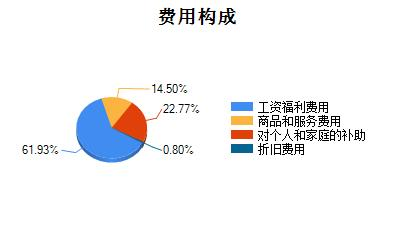 费用构成
14.50%
22.77%
61.93%
0.80%
工资福利费用
商品和服务费用
对个人和家庭的补助
折旧费用